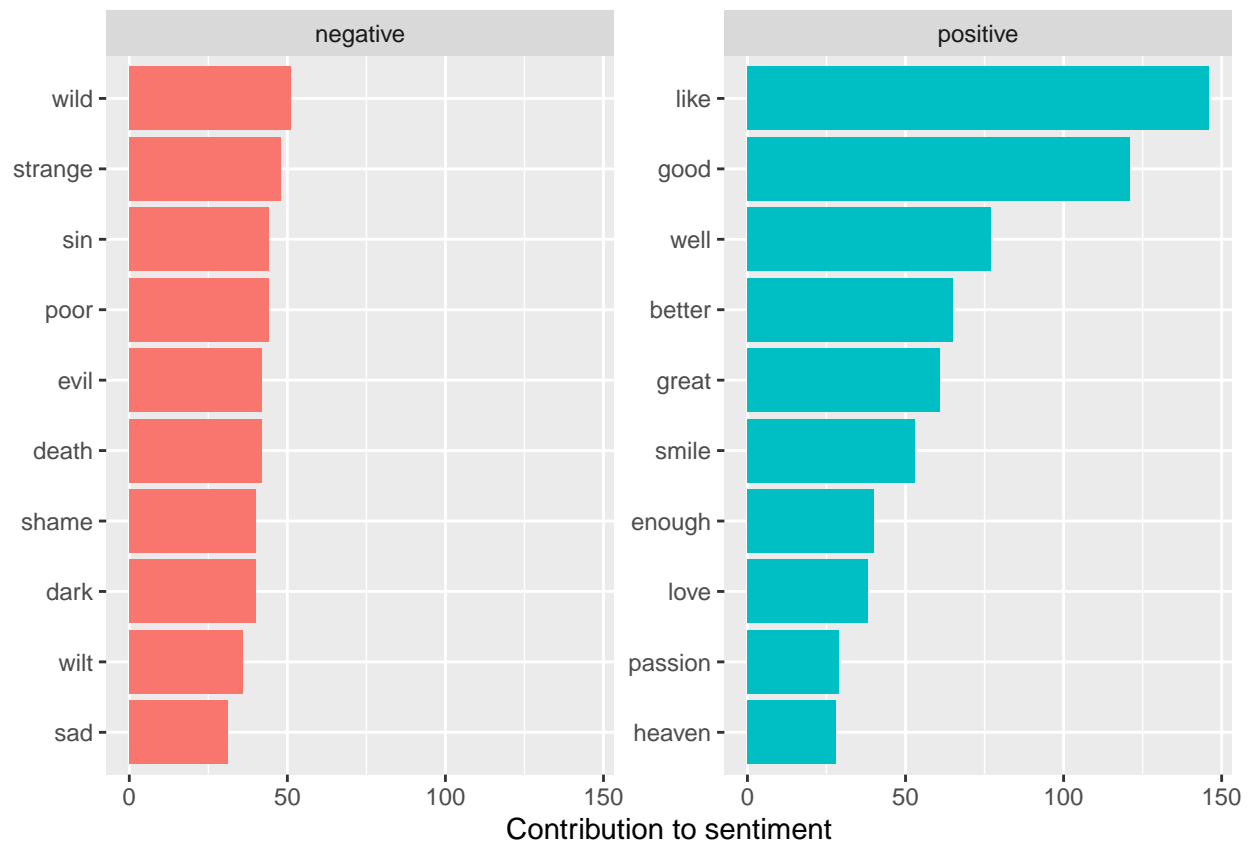 negative
wild
strange
sin
poor
evil
death
shame
dark
wilt
sad
0 50 100 150
positive
like
good
well
better
great
smile
enough
love
passion
heaven
0 50 100 150
Contribution to sentiment